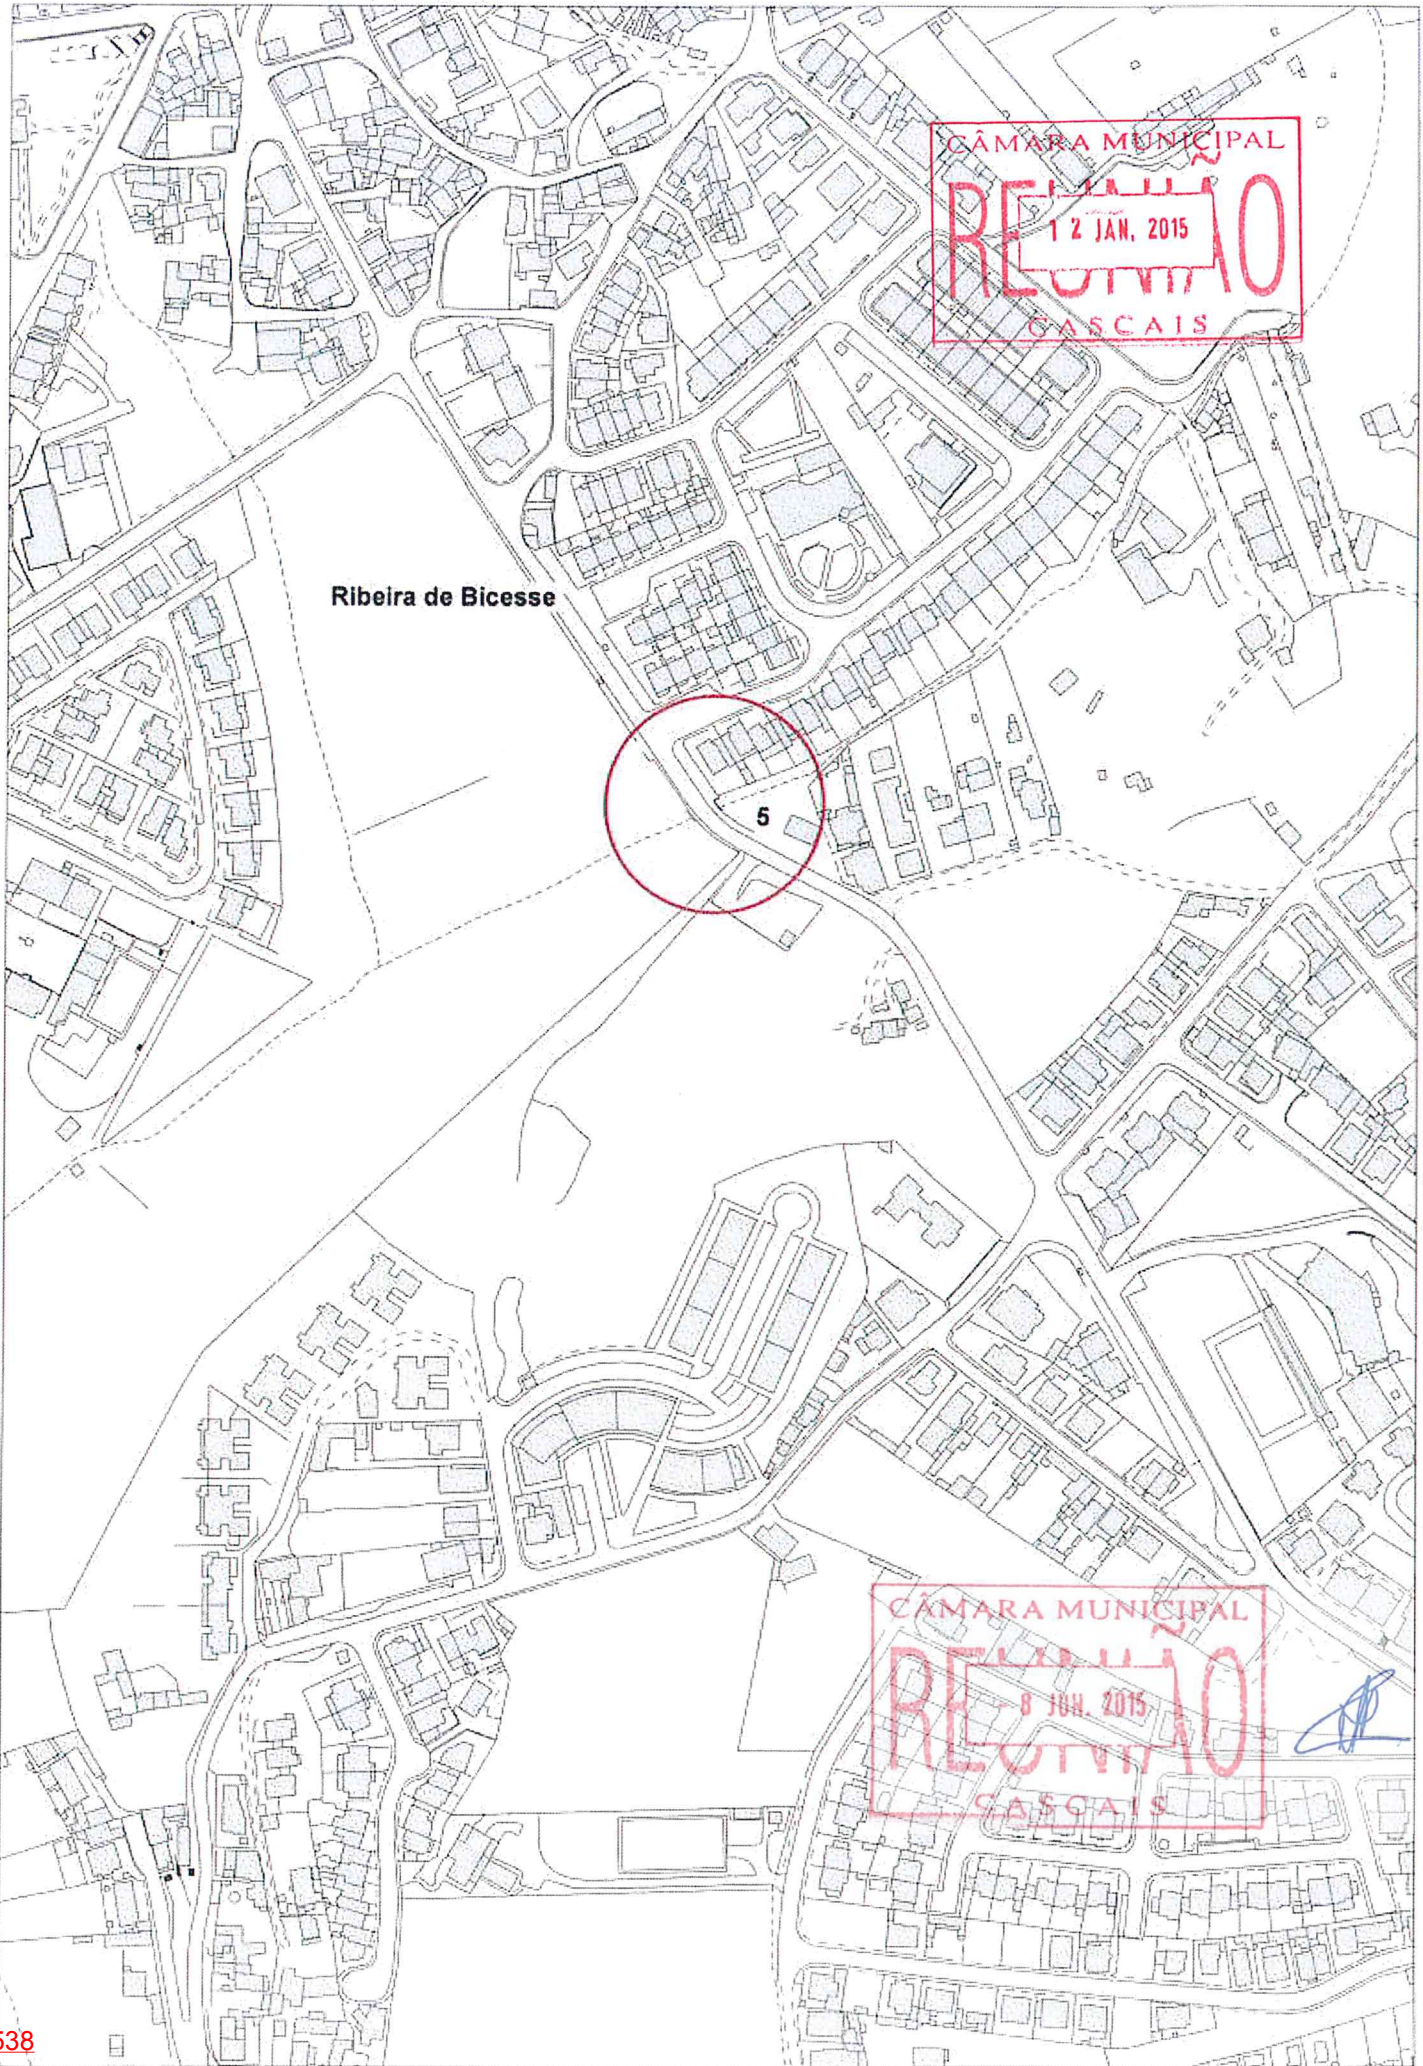 CÂMARA MUNICIPAL
REUNIÃO
12 JAN. 2015
CASCAIS
Ribeira de Bicesse
5
CÂMARA MUNICIPAL
REUNIÃO
- 8 JUN. 2015
CASCAIS
538